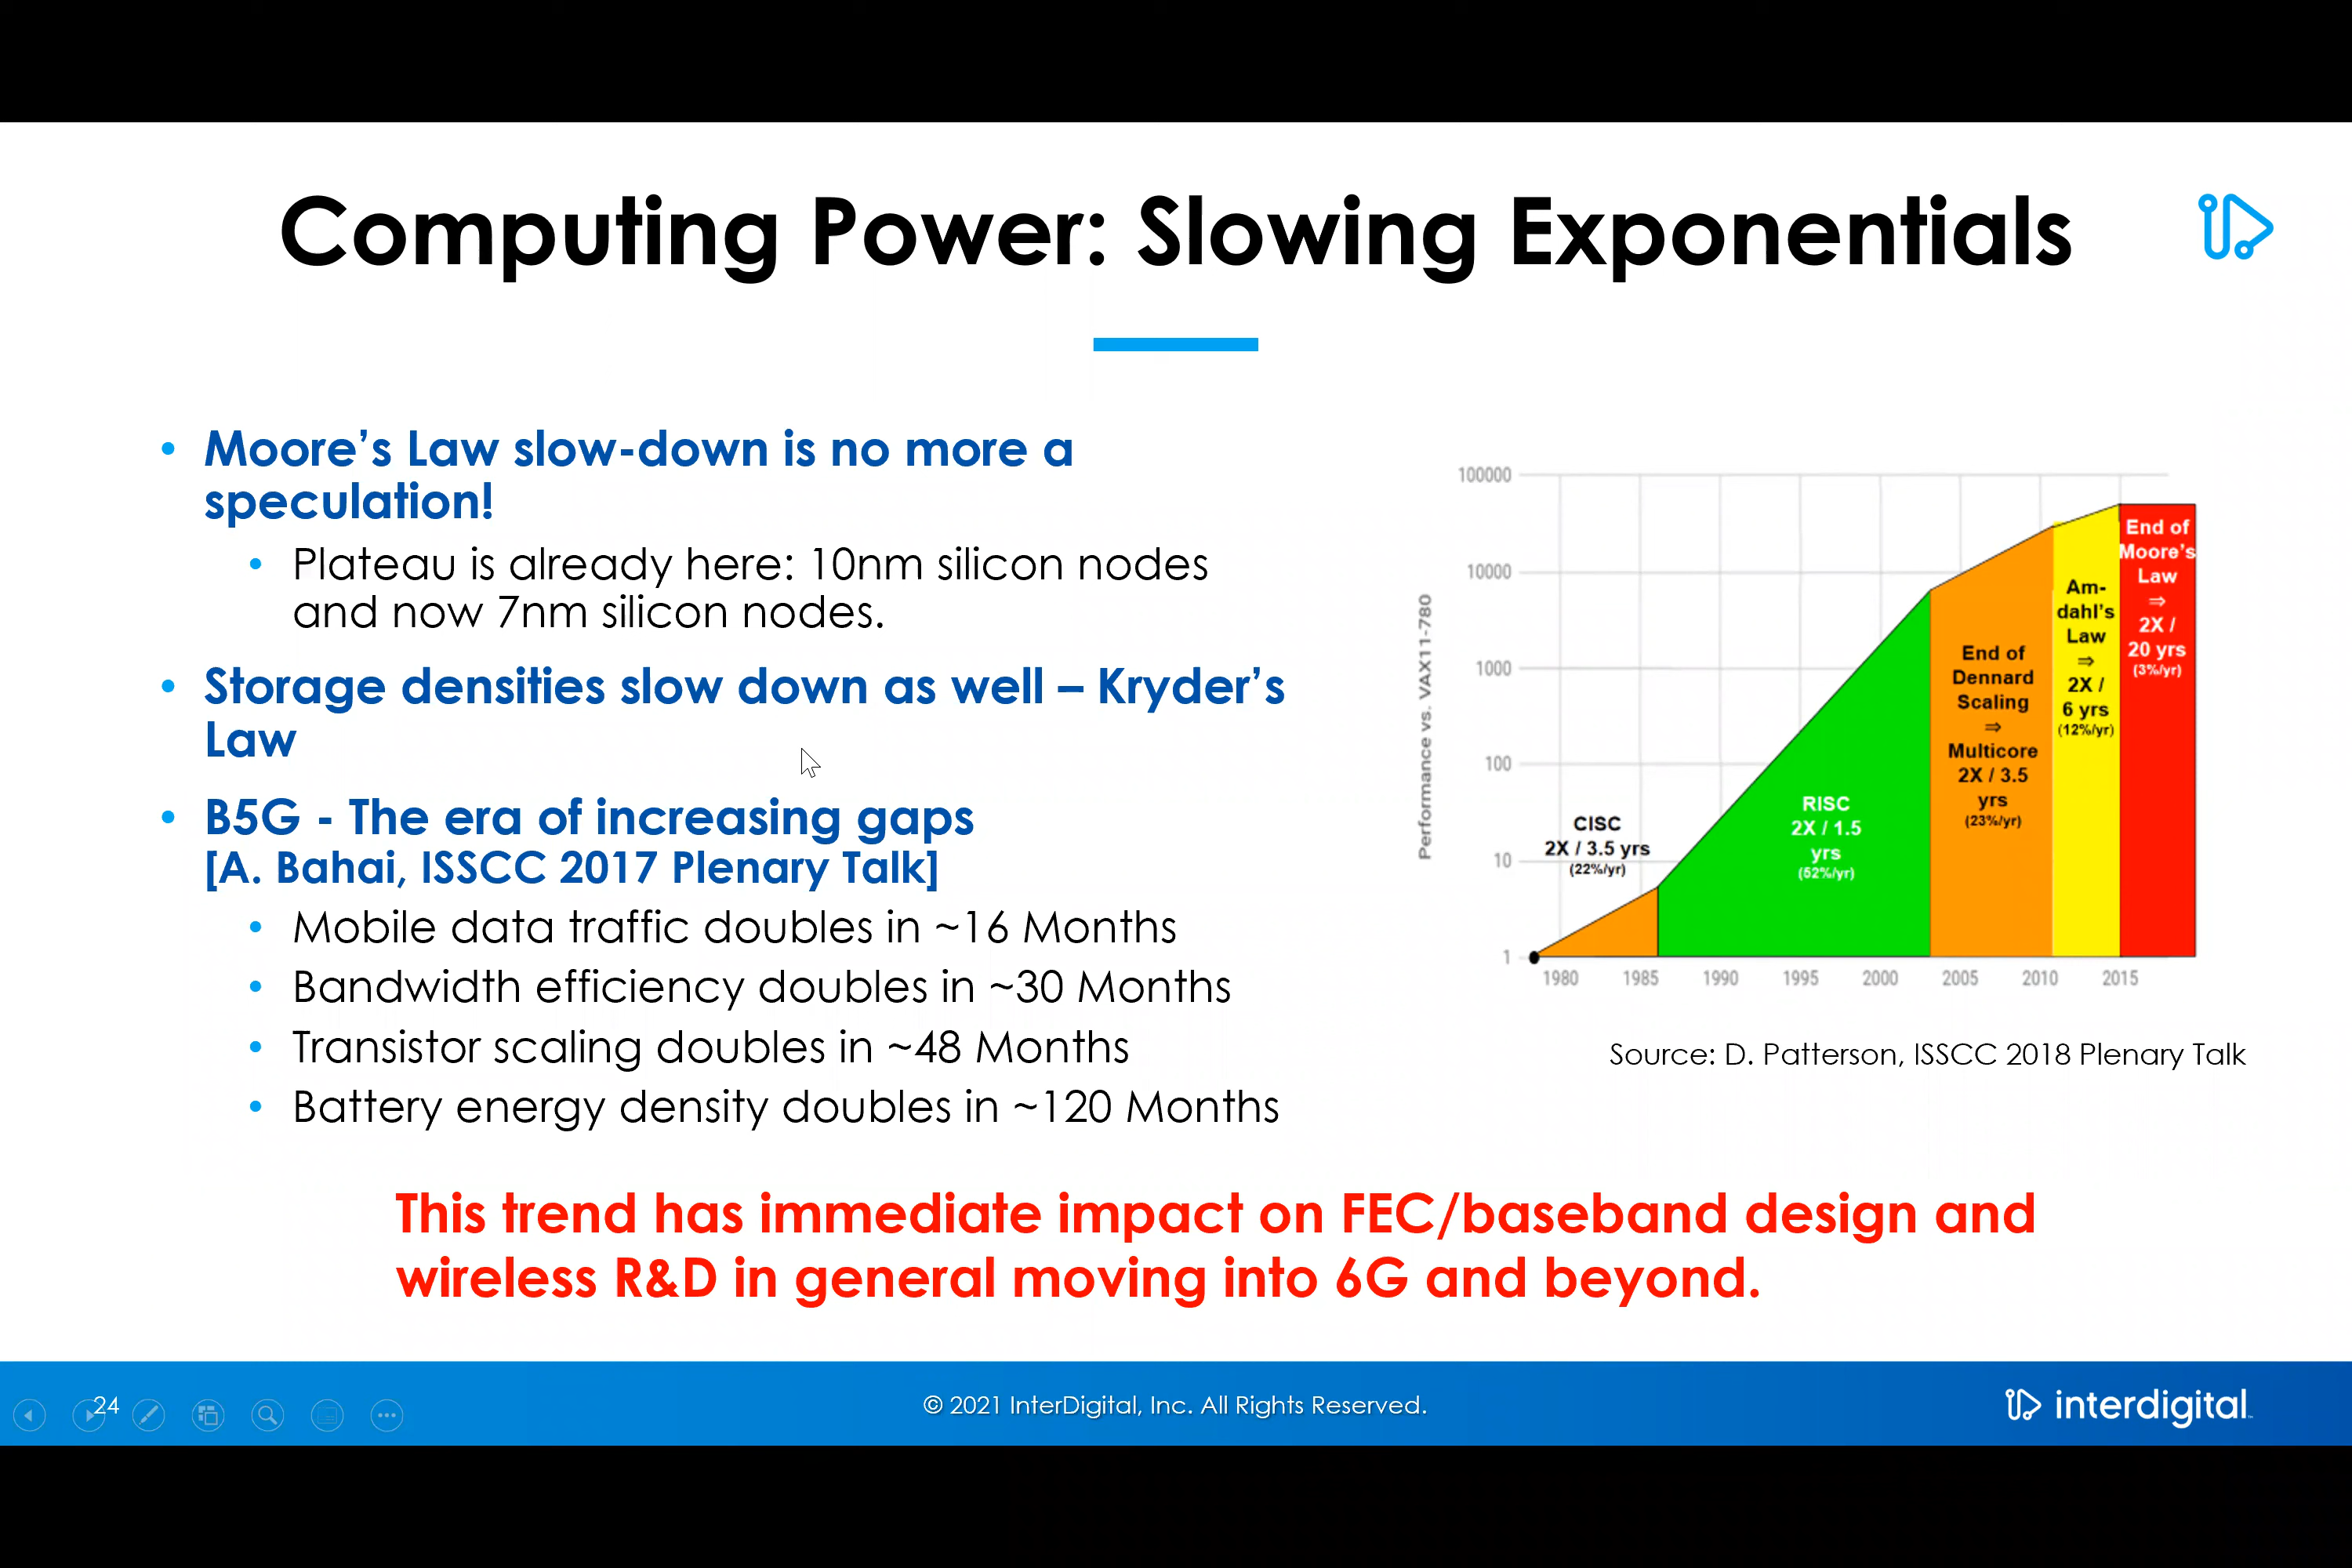 Computing Power: Slowing Exponentials
• Moore's Law slow-down is no more a
speculation!
• Plateau is already here: 10nm silicon nodes
and now 7nm silicon nodes.
• Storage densities slow down as well – Kryder's
Law
• B5G - The era of increasing gaps
[A. Bahai, ISSCC 2017 Plenary Talk]
• Mobile data traffic doubles in ~16 Months
• Bandwidth efficiency doubles in ~30 Months
• Transistor scaling doubles in ~48 Months
• Battery energy density doubles in ~120 Months
Performance vs. VAX11-780
100000
10000
1000
100
10
1
CISC
2X / 3.5 yrs
(22%/yr)
RISC
2X / 1.5
yrs
(52%/yr)
End of
Dennard
Scaling
⇒
Multicore
2X / 3.5
yrs
(23%/yr)
Am-
dahl's
Law
⇒
2X /
6 yrs
(12%/yr)
End of
Moore's
Law
⇒
2X /
20 yrs
(3%/yr)
1980 1985 1990 1995 2000 2005 2010 2015
Source: D. Patterson, ISSCC 2018 Plenary Talk
This trend has immediate impact on FEC/baseband design and
wireless R&D in general moving into 6G and beyond.
24
© 2021 InterDigital, Inc. All Rights Reserved.
interdigital